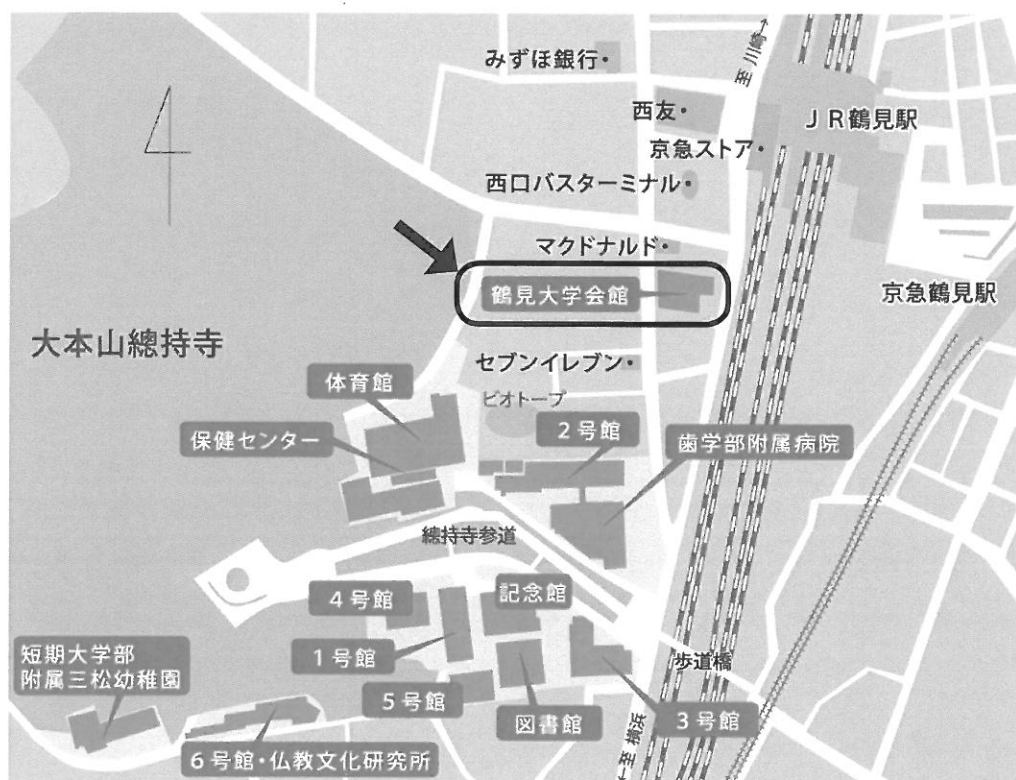 至 川崎→
みずほ銀行・
西友・
JR鶴見駅
京急ストア・
西口バスターミナル・
マクドナルド・
鶴見大学会館
京急鶴見駅
大本山總持寺
セブンイレブン・
体育館
ビオトープ
保健センター
2号館
歯学部附属病院
總持寺参道
4号館
記念館
1号館
歩道橋
短期大学部
附属三松幼稚園
5号館
図書館
3号館
←至 横浜
6号館・仏教文化研究所